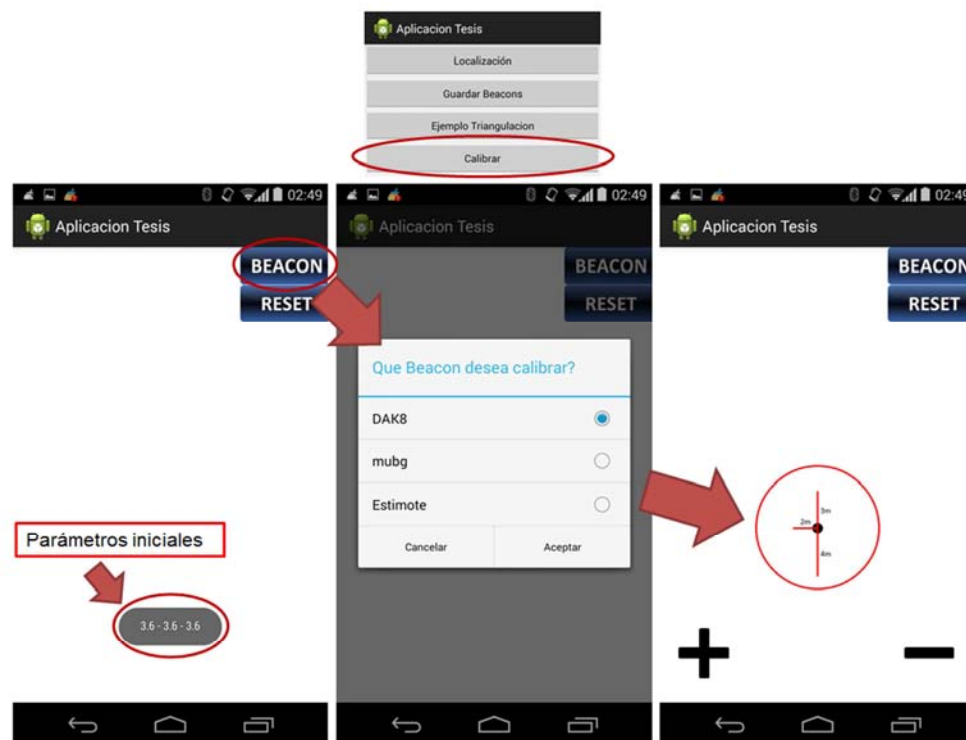 Aplicacion Tesis
Localización
Guardar Beacons
Ejemplo Triangulacion
Calibrar
02:49
Aplicacion Tesis
BEACON
RESET
Parámetros iniciales
3.6 - 3.6 - 3.6
02:49
Aplicacion Tesis
BEACON
RESET
Que Beacon desea calibrar?
DAK8
mubg
Estimote
Cancelar
Aceptar
02:49
Aplicacion Tesis
BEACON
RESET
3m
2m
4m